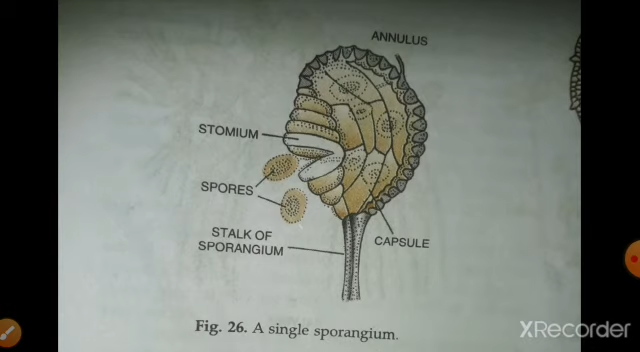 ANNULUS
STOMIUM
SPORES
STALK OF
SPORANGIUM
CAPSULE
Fig. 26. A single sporangium.
XRecorder